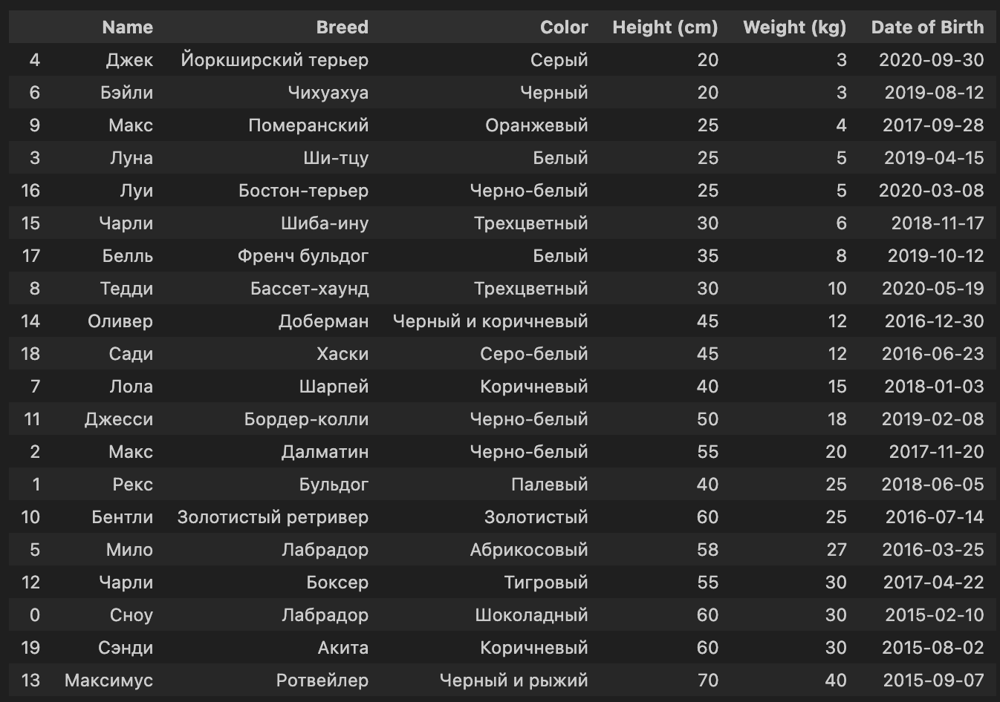 Name Breed Color Height (cm) Weight (kg) Date of Birth
4 Джек Йоркширский терьер Серый 20 3 2020-09-30
6 Бэйли Чихуахуа Черный 20 3 2019-08-12
9 Макс Померанский Оранжевый 25 4 2017-09-28
3 Луна Ши-тцу Белый 25 5 2019-04-15
16 Луи Бостон-терьер Черно-белый 25 5 2020-03-08
15 Чарли Шиба-ину Трехцветный 30 6 2018-11-17
17 Белль Френч бульдог Белый 35 8 2019-10-12
8 Тедди Бассет-хаунд Трехцветный 30 10 2020-05-19
14 Оливер Доберман Черный и коричневый 45 12 2016-12-30
18 Сади Хаски Серо-белый 45 12 2016-06-23
7 Лола Шарпей Коричневый 40 15 2018-01-03
11 Джесси Бордер-колли Черно-белый 50 18 2019-02-08
2 Макс Далматин Черно-белый 55 20 2017-11-20
1 Рекс Бульдог Палевый 40 25 2018-06-05
10 Бентли Золотистый ретривер Золотистый 60 25 2016-07-14
5 Мило Лабрадор Абрикосовый 58 27 2016-03-25
12 Чарли Боксер Тигровый 55 30 2017-04-22
0 Сноу Лабрадор Шоколадный 60 30 2015-02-10
19 Сэнди Акита Коричневый 60 30 2015-08-02
13 Максимус Ротвейлер Черный и рыжий 70 40 2015-09-07